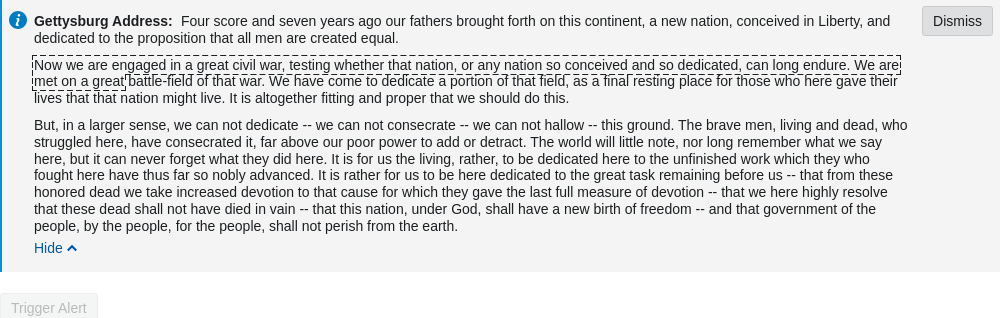 Gettysburg Address: Four score and seven years ago our fathers brought forth on this continent, a new nation, conceived in Liberty, and
dedicated to the proposition that all men are created equal.
Dismiss
Now we are engaged in a great civil war, testing whether that nation, or any nation so conceived and so dedicated, can long endure. We are
met on a great battle-field of that war. We have come to dedicate a portion of that field, as a final resting place for those who here gave their
lives that that nation might live. It is altogether fitting and proper that we should do this.
But, in a larger sense, we can not dedicate -- we can not consecrate -- we can not hallow -- this ground. The brave men, living and dead, who
struggled here, have consecrated it, far above our poor power to add or detract. The world will little note, nor long remember what we say
here, but it can never forget what they did here. It is for us the living, rather, to be dedicated here to the unfinished work which they who
fought here have thus far so nobly advanced. It is rather for us to be here dedicated to the great task remaining before us -- that from these
honored dead we take increased devotion to that cause for which they gave the last full measure of devotion -- that we here highly resolve
that these dead shall not have died in vain -- that this nation, under God, shall have a new birth of freedom -- and that government of the
people, by the people, for the people, shall not perish from the earth.
Hide
Trigger Alert